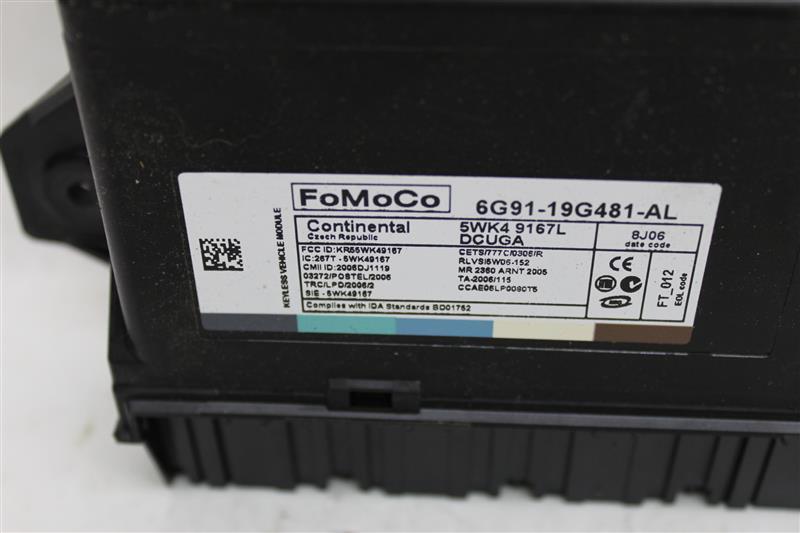 FoMoCo 6G91-19G481-AL
KEYLESS VEHICLE MODULE
Continental
Czech Republic
5WK4 9167L
DCUGA
8J06
date code
FCC ID:KR55WK49167
IC:267T - 5WK49167
CMII ID:2006DJ1119
03272/POSTEL/2006
TRC/LPD/2006/2
SIE - 5WK49167
CETS/777C/0306/R
RLVSI5W06-152
MR 2360 ARNT 2005
TA-2006/115
CCAE06LP0080T5
CE
FT_012
EOL code
Complies with IDA Standards BD01752